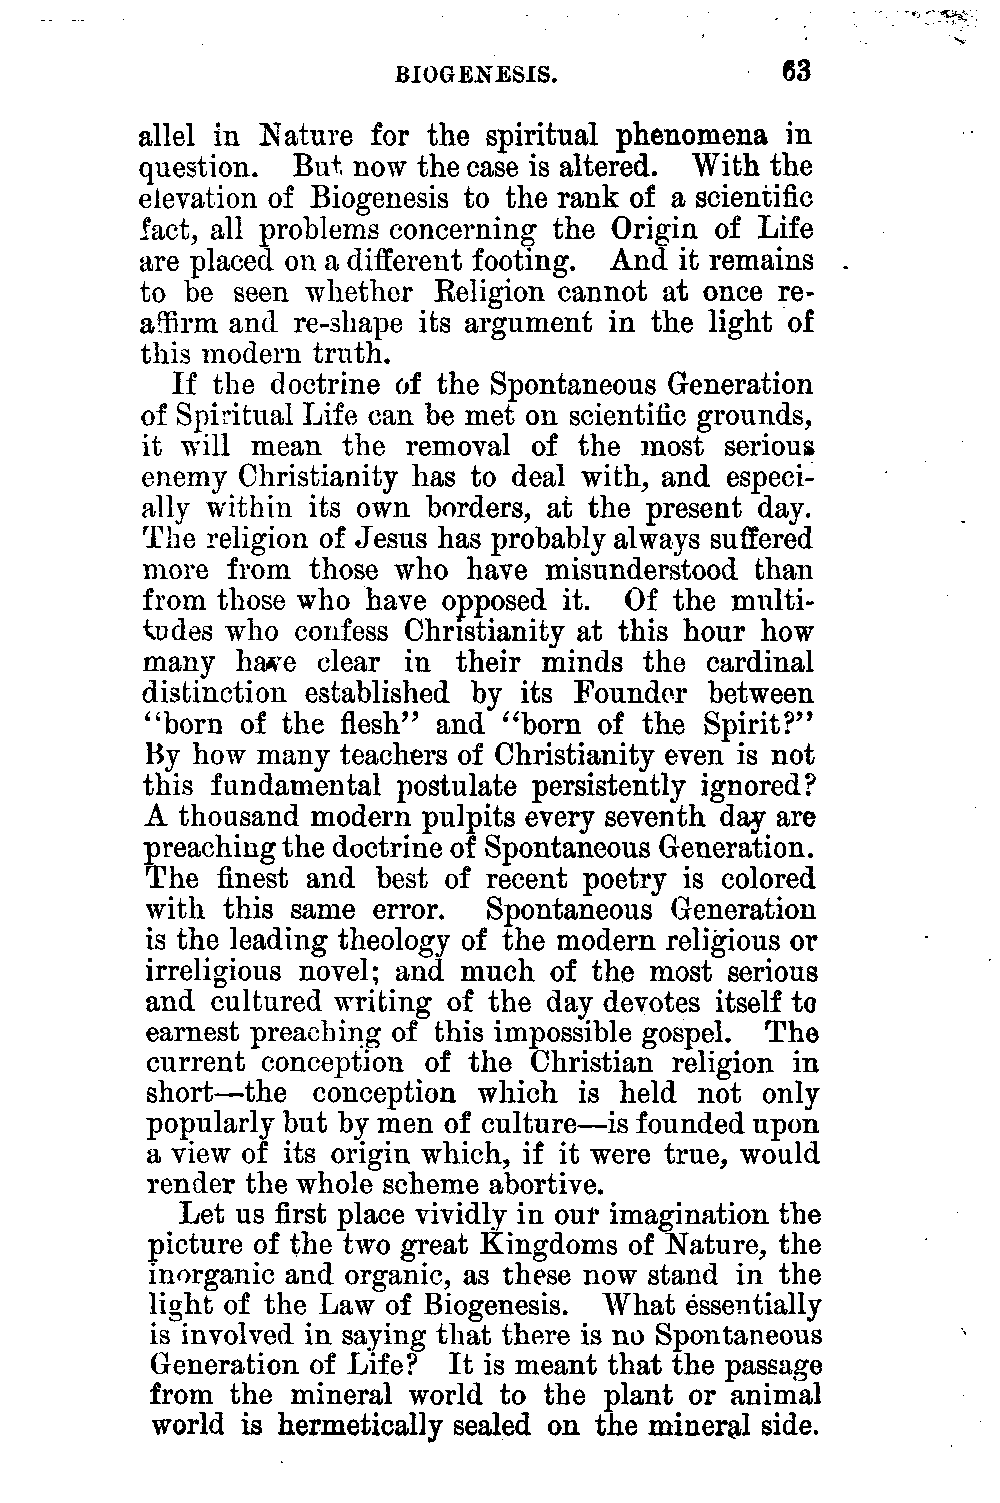 BIOGENESIS. 63
allel in Nature for the spiritual phenomena in
question. But now the case is altered. With the
elevation of Biogenesis to the rank of a scientific
fact, all problems concerning the Origin of Life
are placed on a different footing. And it remains
to be seen whether Religion cannot at once re-
affirm and re-shape its argument in the light of
this modern truth.
If the doctrine of the Spontaneous Generation
of Spiritual Life can be met on scientific grounds,
it will mean the removal of the most serious
enemy Christianity has to deal with, and especi-
ally within its own borders, at the present day.
The religion of Jesus has probably always suffered
more from those who have misunderstood than
from those who have opposed it. Of the multi-
tudes who confess Christianity at this hour how
many have clear in their minds the cardinal
distinction established by its Founder between
“born of the flesh” and “born of the Spirit?”
By how many teachers of Christianity even is not
this fundamental postulate persistently ignored?
A thousand modern pulpits every seventh day are
preaching the doctrine of Spontaneous Generation.
The finest and best of recent poetry is colored
with this same error. Spontaneous Generation
is the leading theology of the modern religious or
irreligious novel; and much of the most serious
and cultured writing of the day devotes itself to
earnest preaching of this impossible gospel. The
current conception of the Christian religion in
short—the conception which is held not only
popularly but by men of culture—is founded upon
a view of its origin which, if it were true, would
render the whole scheme abortive.
Let us first place vividly in our imagination the
picture of the two great Kingdoms of Nature, the
inorganic and organic, as these now stand in the
light of the Law of Biogenesis. What essentially
is involved in saying that there is no Spontaneous
Generation of Life? It is meant that the passage
from the mineral world to the plant or animal
world is hermetically sealed on the mineral side.